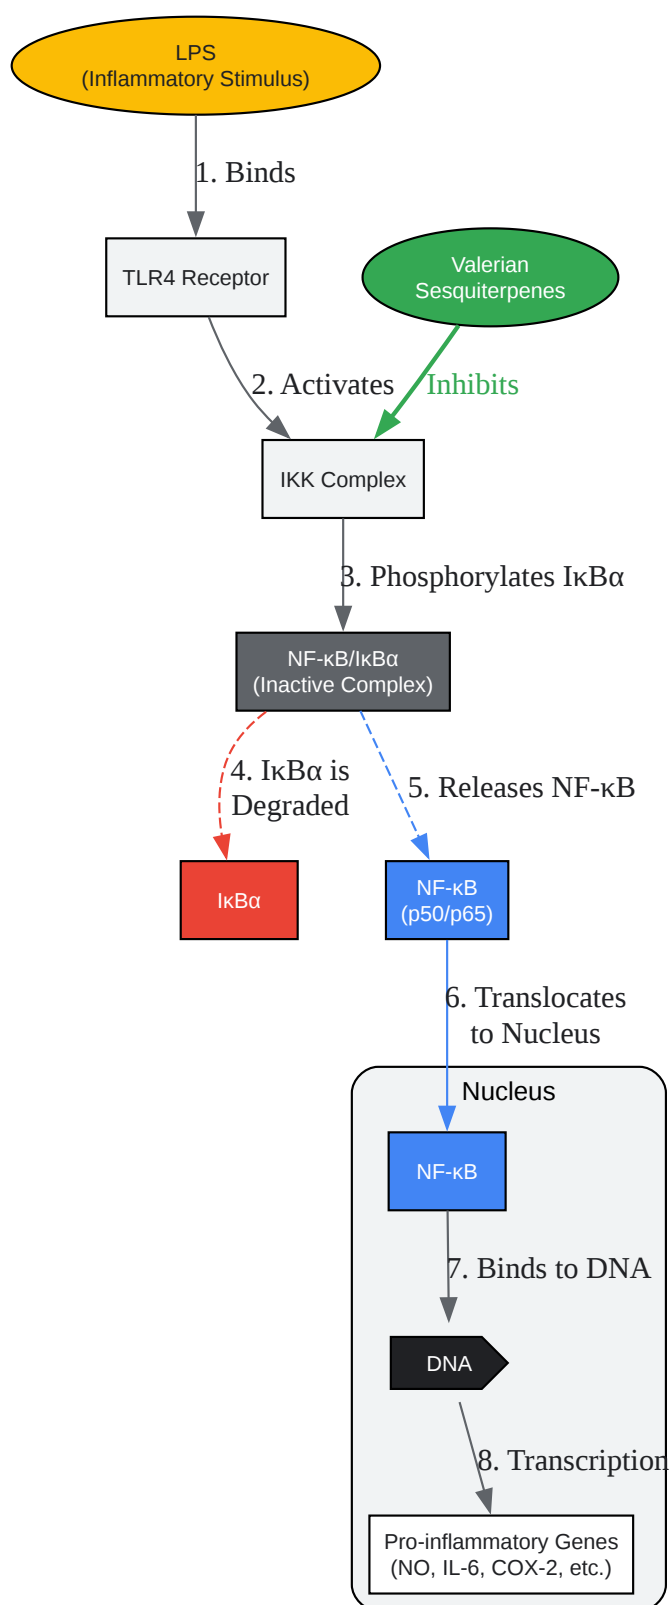 LPS
(Inflammatory Stimulus)
1. Binds
TLR4 Receptor
Valerian
Sesquiterpenes
2. Activates
Inhibits
IKK Complex
3. Phosphorylates IκBα
NF-κB/IκBα
(Inactive Complex)
4. IκBα is
Degraded
5. Releases NF-κB
IκBα
NF-κB
(p50/p65)
6. Translocates
to Nucleus
Nucleus
NF-κB
7. Binds to DNA
DNA
8. Transcription
Pro-inflammatory Genes
(NO, IL-6, COX-2, etc.)